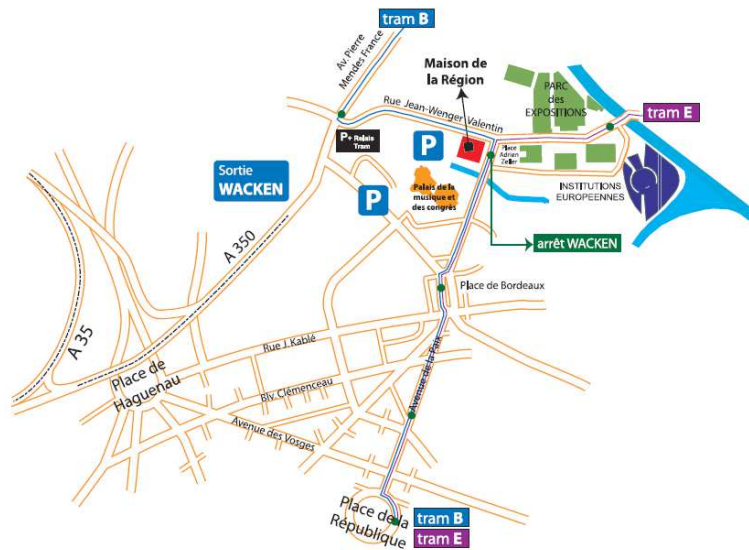 tram B
Av. Pierre
Mendes France
Maison de
la Région
Rue Jean-Wenger Valentin
PARC
des
EXPOSITIONS
tram E
P+ Relais
Tram
P
Place
Adrien
Zeller
Sortie
WACKEN
P
Palais de la
musique et
des congrés
INSTITUTIONS
EUROPEENNES
arrêt WACKEN
A 350
Place de Bordeaux
A 35
Rue J. Kablé
Place de
Haguenau
Blv. Clémenceau
Avenue de la Paix
Avenue des Vosges
Place de la
République
tram B
tram E